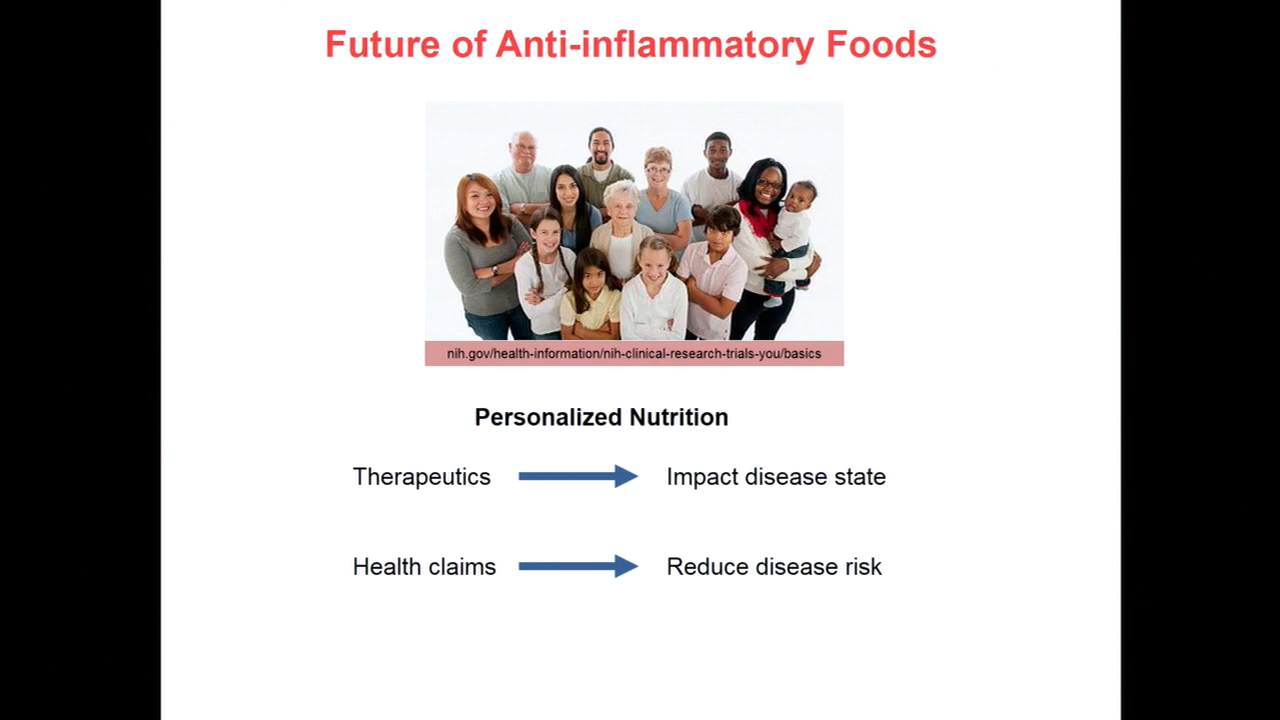 Future of Anti-inflammatory Foods
nih.gov/health-information/nih-clinical-research-trials-you/basics
Personalized Nutrition
Therapeutics Impact disease state
Health claims Reduce disease risk